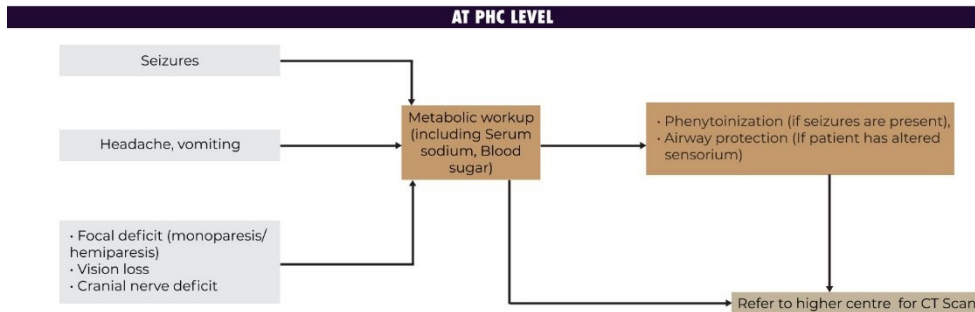 AT PHC LEVEL
Seizures
Headache, vomiting
• Focal deficit (monoparesis/
hemiparesis)
• Vision loss
• Cranial nerve deficit
Metabolic workup
(including Serum
sodium, Blood
sugar)
• Phenytoinization (if seizures are present),
• Airway protection (If patient has altered
sensorium)
Refer to higher centre for CT Scan